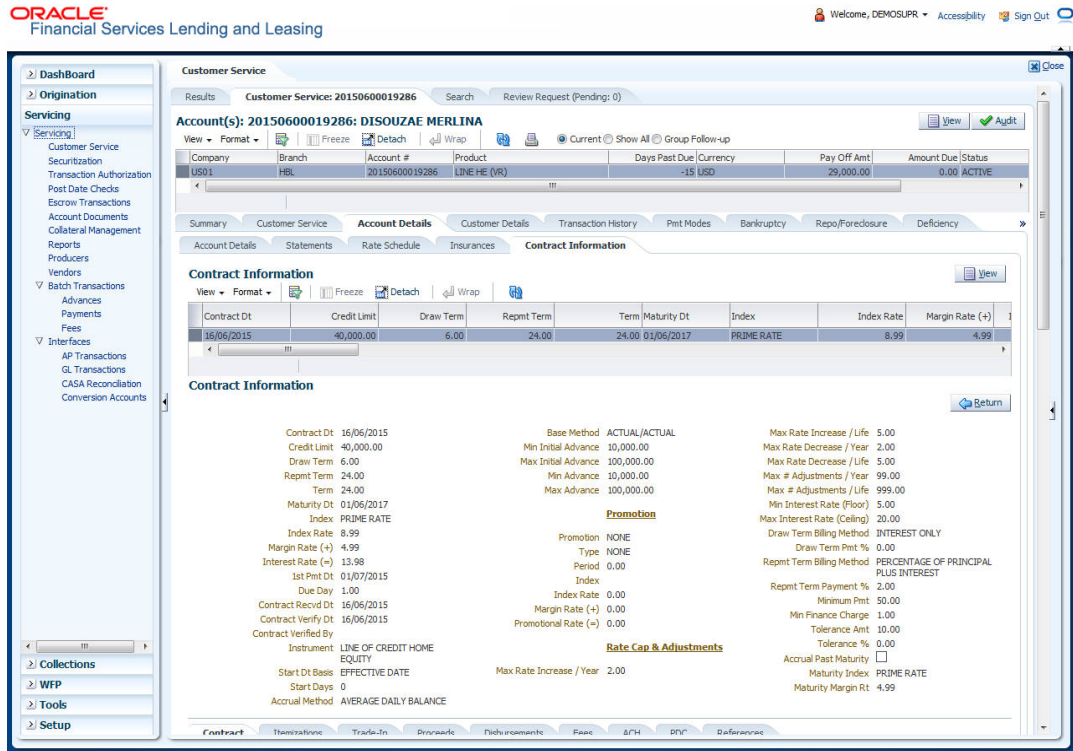 ORACLE
Financial Services Lending and Leasing
Welcome, DEMOSUPR Accessibility Sign Out
Close
DashBoard
Origination
Servicing
Servicing
Customer Service
Securitization
Transaction Authorization
Post Date Checks
Escrow Transactions
Account Documents
Collateral Management
Reports
Producers
Vendors
Batch Transactions
Advances
Payments
Fees
Interfaces
AP Transactions
GL Transactions
CASA Reconciliation
Conversion Accounts
Collections
WFP
Tools
Setup
Customer Service
Results Customer Service: 20150600019286 Search Review Request (Pending: 0)
Account(s): 20150600019286: DISOUZAE MERLINA
View Audit
View Format Freeze Detach Wrap Current Show All Group Follow-up
Company Branch Account # Product Days Past Due Currency Pay Off Amt Amount Due Status
US01 HBL 20150600019286 LINE HE (VR) -15 USD 29,000.00 0.00 ACTIVE
Summary Customer Service Account Details Customer Details Transaction History Pmt Modes Bankruptcy Repo/Foreclosure Deficiency
Account Details Statements Rate Schedule Insurances Contract Information
Contract Information
View
View Format Freeze Detach Wrap
Contract Dt Credit Limit Draw Term Repmt Term Term Maturity Dt Index Index Rate Margin Rate (+)
16/06/2015 40,000.00 6.00 24.00 24.00 01/06/2017 PRIME RATE 8.99 4.99
Contract Information
Return
Contract Dt 16/06/2015
Credit Limit 40,000.00
Draw Term 6.00
Repmt Term 24.00
Term 24.00
Maturity Dt 01/06/2017
Index PRIME RATE
Index Rate 8.99
Margin Rate (+) 4.99
Interest Rate (=) 13.98
1st Pmt Dt 01/07/2015
Due Day 1.00
Contract Recvd Dt 16/06/2015
Contract Verify Dt 16/06/2015
Contract Verified By
Instrument LINE OF CREDIT HOME
EQUITY
Start Dt Basis EFFECTIVE DATE
Start Days 0
Accrual Method AVERAGE DAILY BALANCE
Base Method ACTUAL/ACTUAL
Min Initial Advance 10,000.00
Max Initial Advance 100,000.00
Min Advance 10,000.00
Max Advance 100,000.00
Promotion
Promotion NONE
Type NONE
Period 0.00
Index
Index Rate 0.00
Margin Rate (+) 0.00
Promotional Rate (=) 0.00
Rate Cap & Adjustments
Max Rate Increase / Year 2.00
Max Rate Increase / Life 5.00
Max Rate Decrease / Year 2.00
Max Rate Decrease / Life 5.00
Max # Adjustments / Year 99.00
Max # Adjustments / Life 999.00
Min Interest Rate (Floor) 5.00
Max Interest Rate (Ceiling) 20.00
Draw Term Billing Method INTEREST ONLY
Draw Term Pmt % 0.00
Repmt Term Billing Method PERCENTAGE OF PRINCIPAL
PLUS INTEREST
Repmt Term Payment % 2.00
Minimum Pmt 50.00
Min Finance Charge 1.00
Tolerance Amt 10.00
Tolerance % 0.00
Accrual Past Maturity
Maturity Index PRIME RATE
Maturity Margin Rt 4.99
Contract Itemizations Trade-In Proceeds Disbursements Fees ACH PDC References